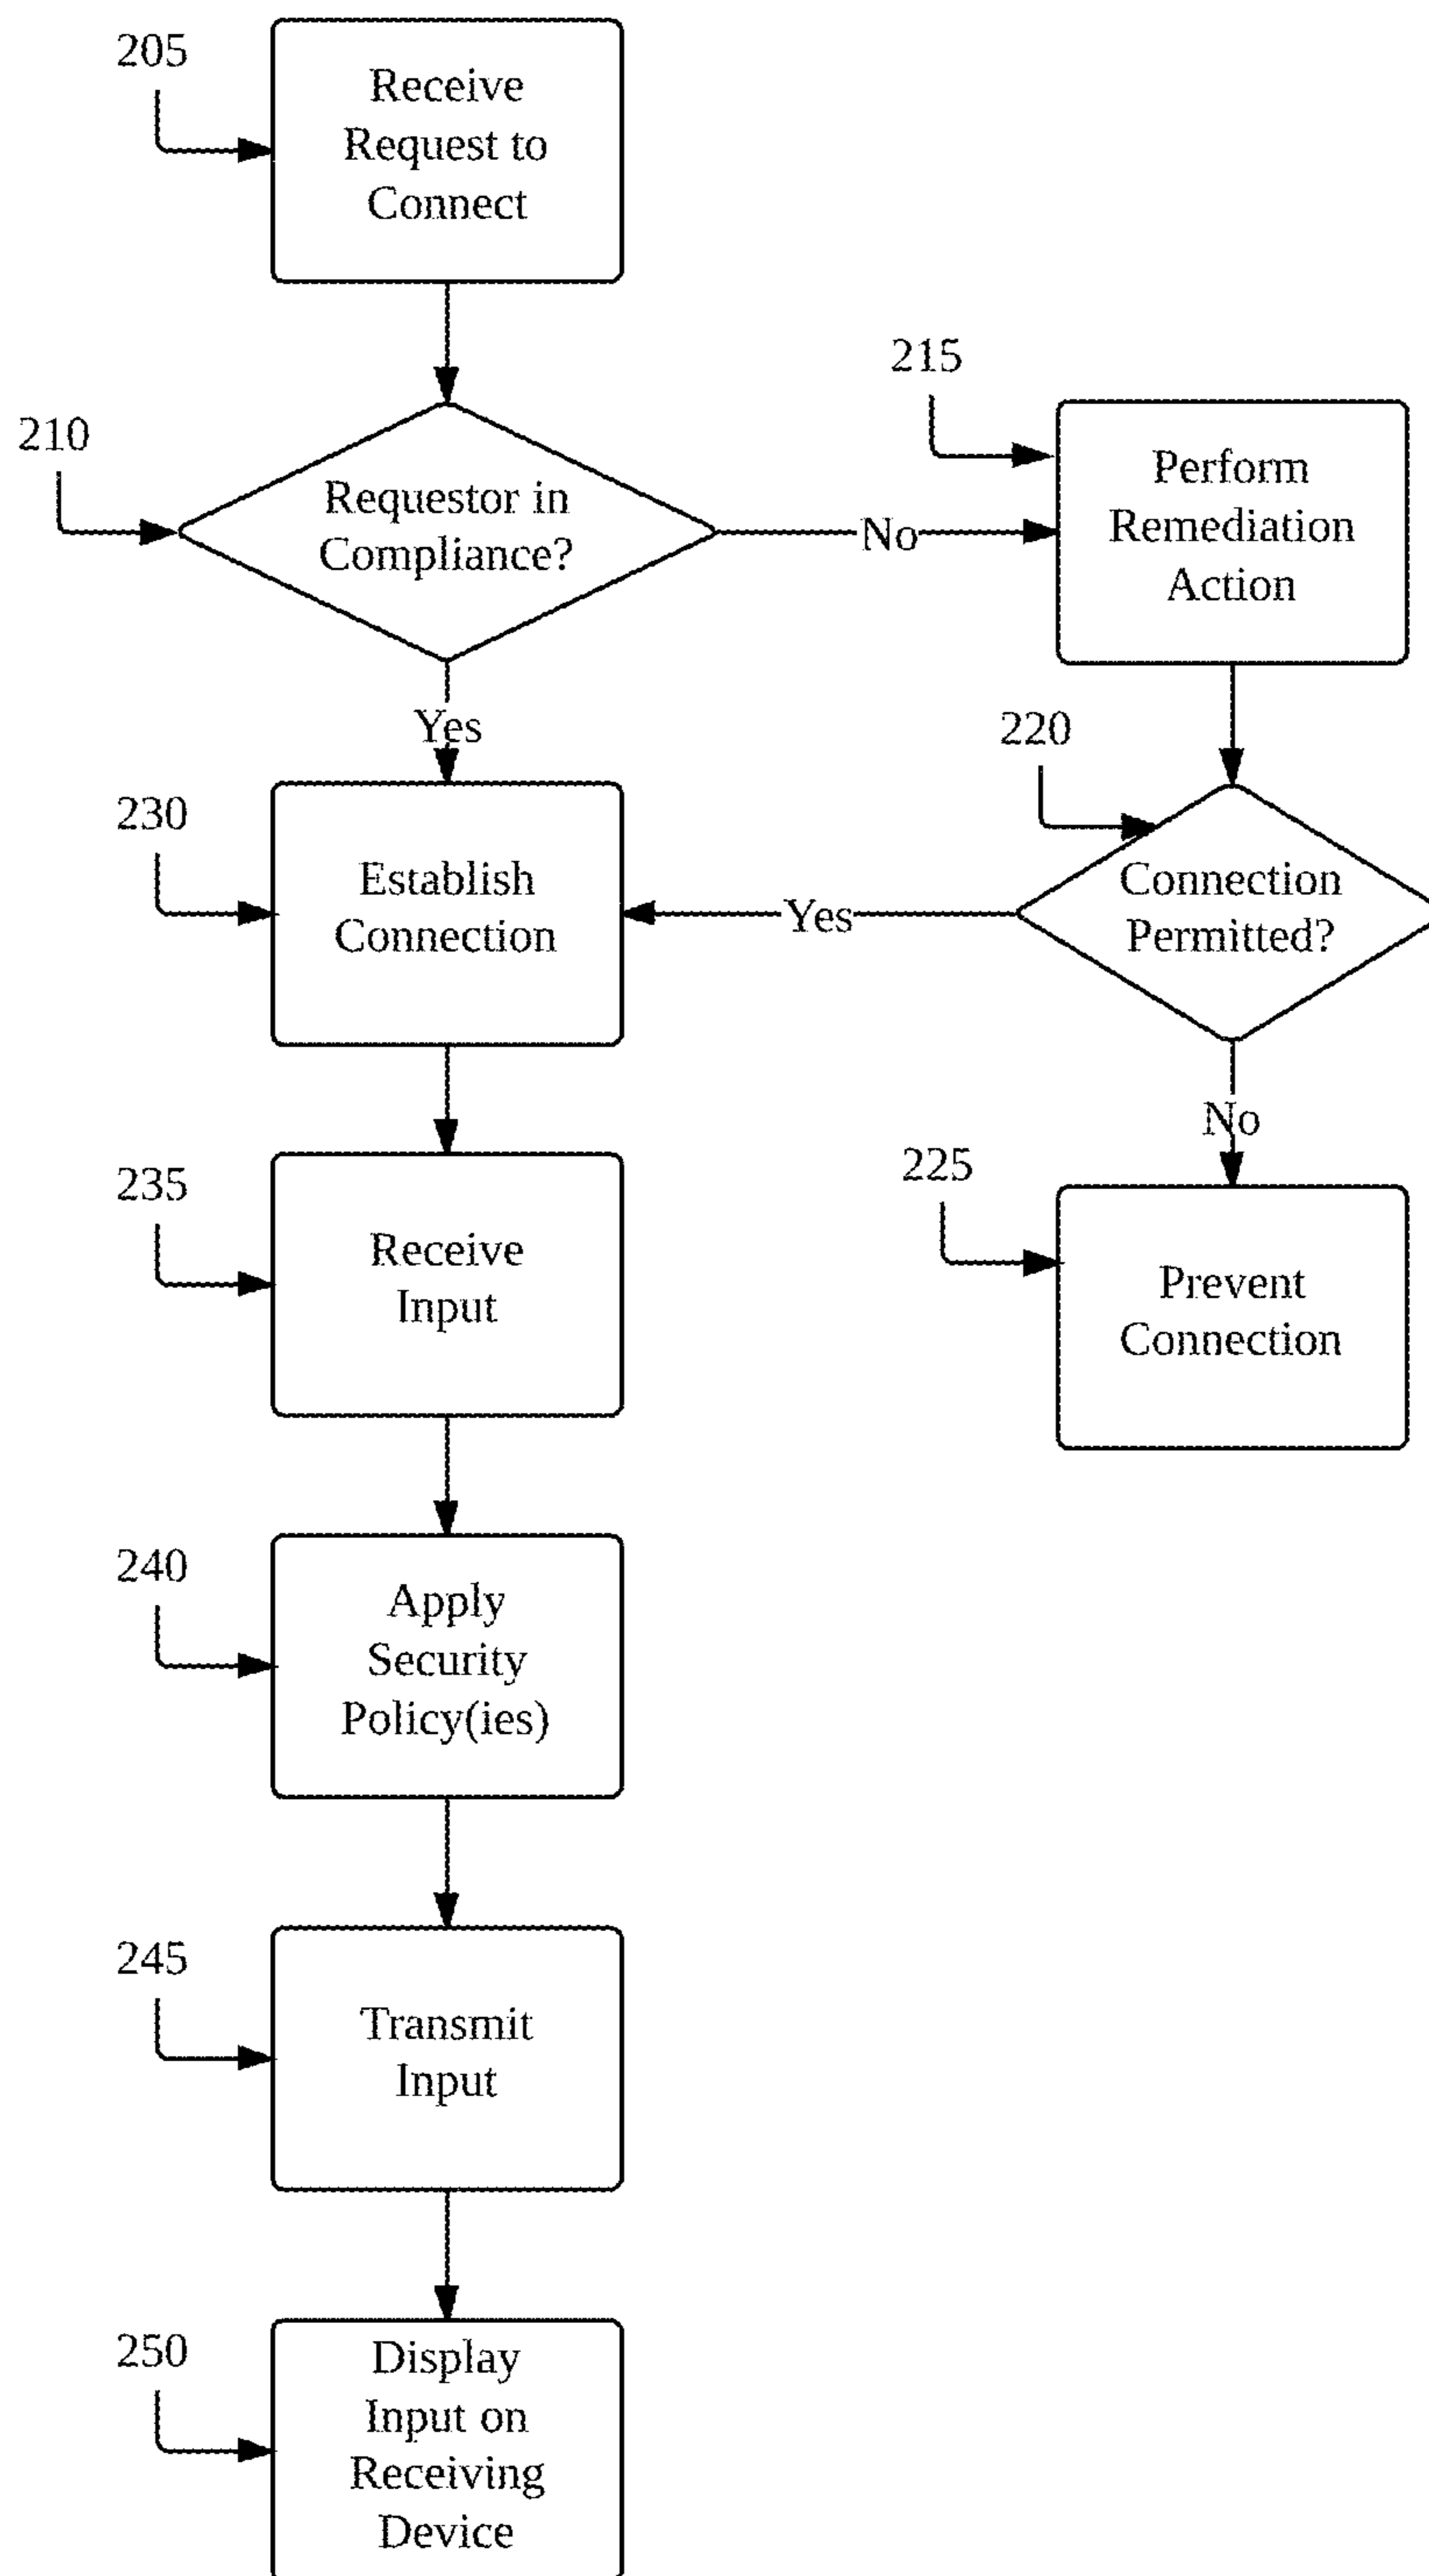 205
Receive
Request to
Connect
210
Requestor in
Compliance?
No
215
Perform
Remediation
Action
Yes
220
Connection
Permitted?
Yes
230
Establish
Connection
No
225
Prevent
Connection
235
Receive
Input
240
Apply
Security
Policy(ies)
245
Transmit
Input
250
Display
Input on
Receiving
Device